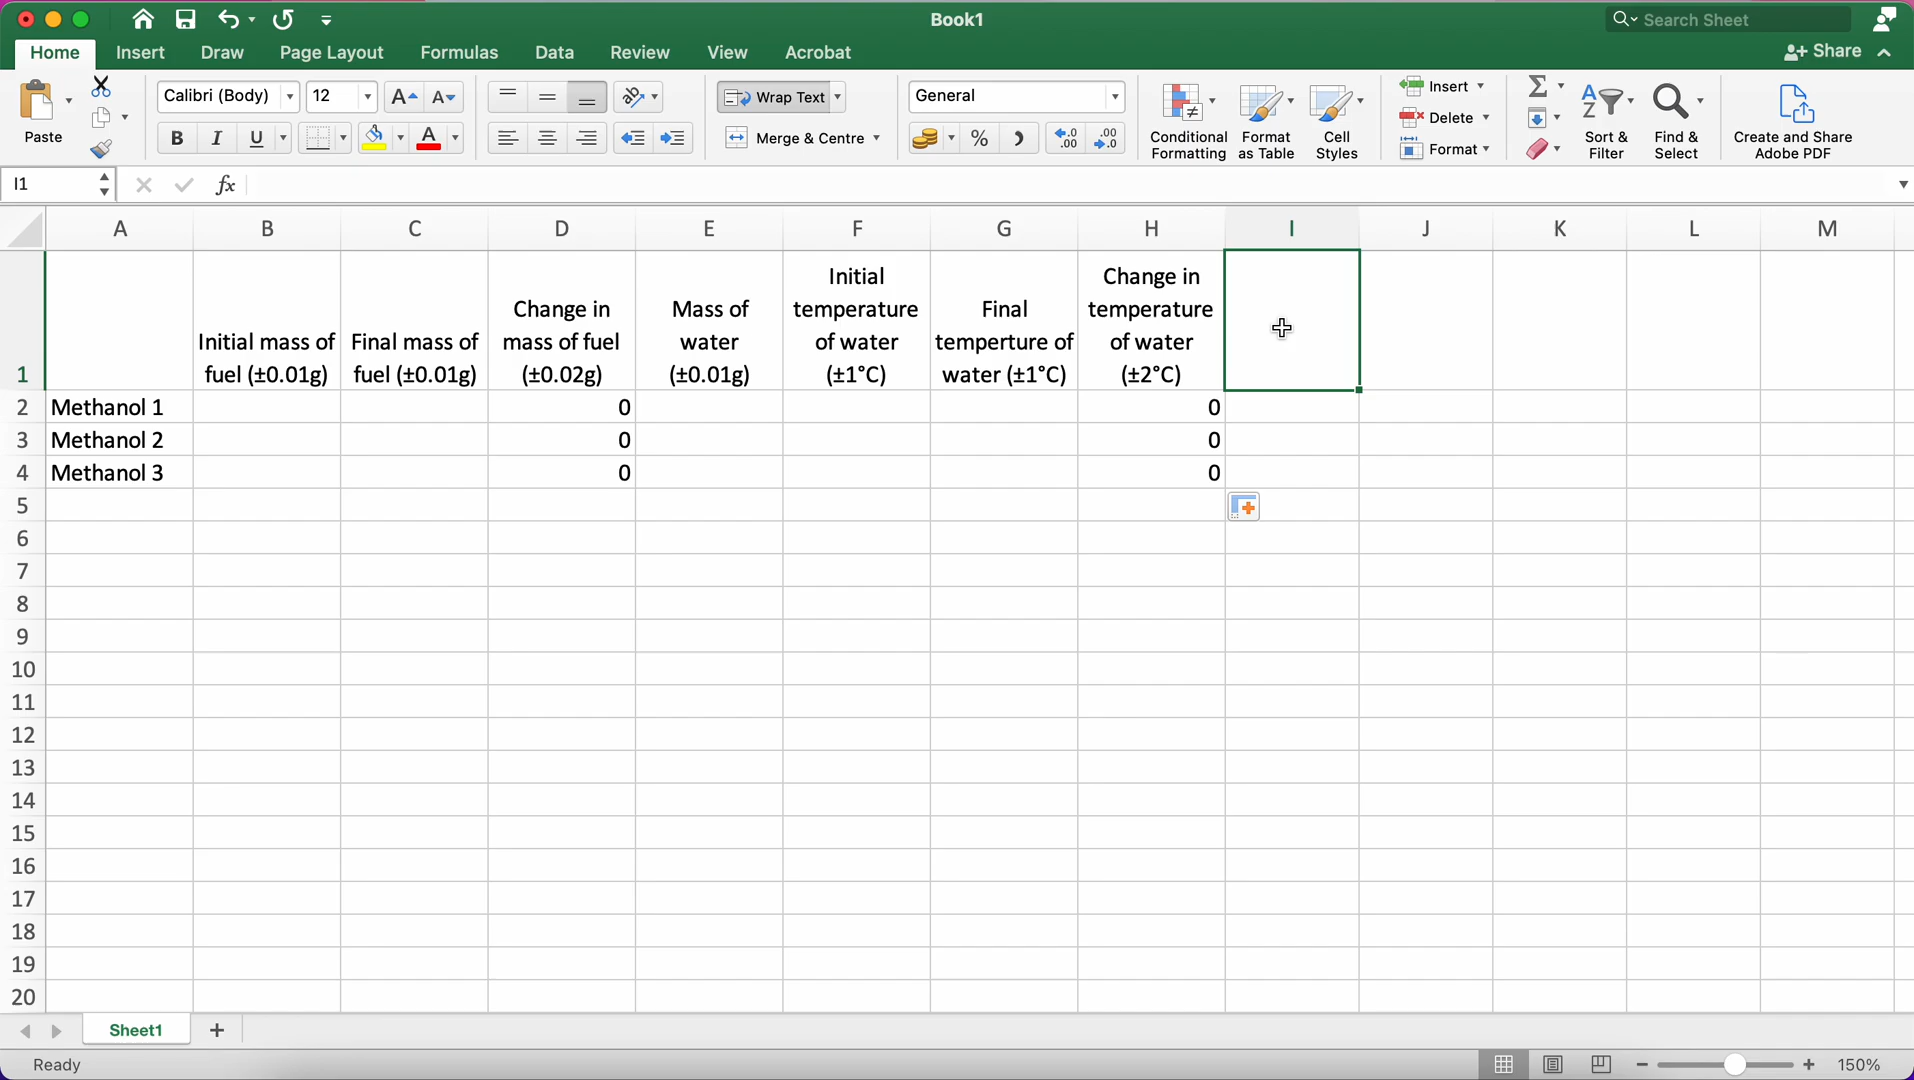 Book1
Search Sheet
Home Insert Draw Page Layout Formulas Data Review View Acrobat
Share
Paste
Calibri (Body) 12
Wrap Text
General
B I U
Merge & Centre
Conditional Formatting
Format as Table
Cell Styles
Insert
Delete
Format
Sort & Filter
Find & Select
Create and Share Adobe PDF
I1 fx
A B C D E F G H I J K L M
1
Initial mass of
fuel (±0.01g)
Final mass of
fuel (±0.01g)
Change in
mass of fuel
(±0.02g)
Mass of
water
(±0.01g)
Initial
temperature
of water
(±1°C)
Final
temperture of
water (±1°C)
Change in
temperature
of water
(±2°C)
2 Methanol 1 0 0
3 Methanol 2 0 0
4 Methanol 3 0 0
5
6
7
8
9
10
11
12
13
14
15
16
17
18
19
20
Sheet1
Ready
150%